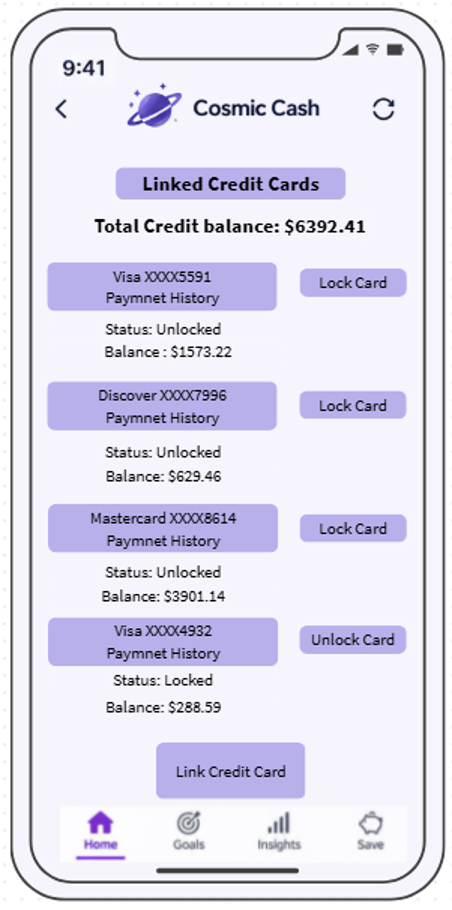 9:41
Cosmic Cash
Linked Credit Cards
Total Credit balance: $6392.41
Visa XXXX5591
Paymnet History
Lock Card
Status: Unlocked
Balance : $1573.22
Discover XXXX7996
Paymnet History
Lock Card
Status: Unlocked
Balance: $629.46
Mastercard XXXX8614
Paymnet History
Lock Card
Status: Unlocked
Balance: $3901.14
Visa XXXX4932
Paymnet History
Unlock Card
Status: Locked
Balance: $288.59
Link Credit Card
Home Goals Insights Save